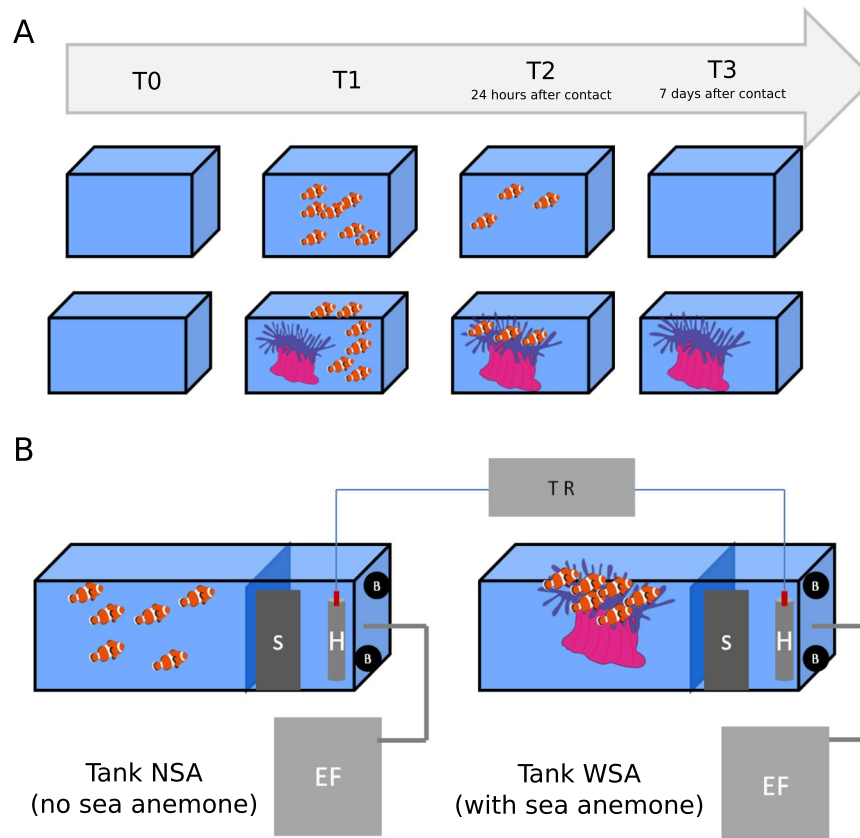 A
T0
T1
T2
T3
24 hours after contact
7 days after contact
B
T R
B
B
S
H
B
B
S
H
EF
EF
Tank NSA
(no sea anemone)
Tank WSA
(with sea anemone)